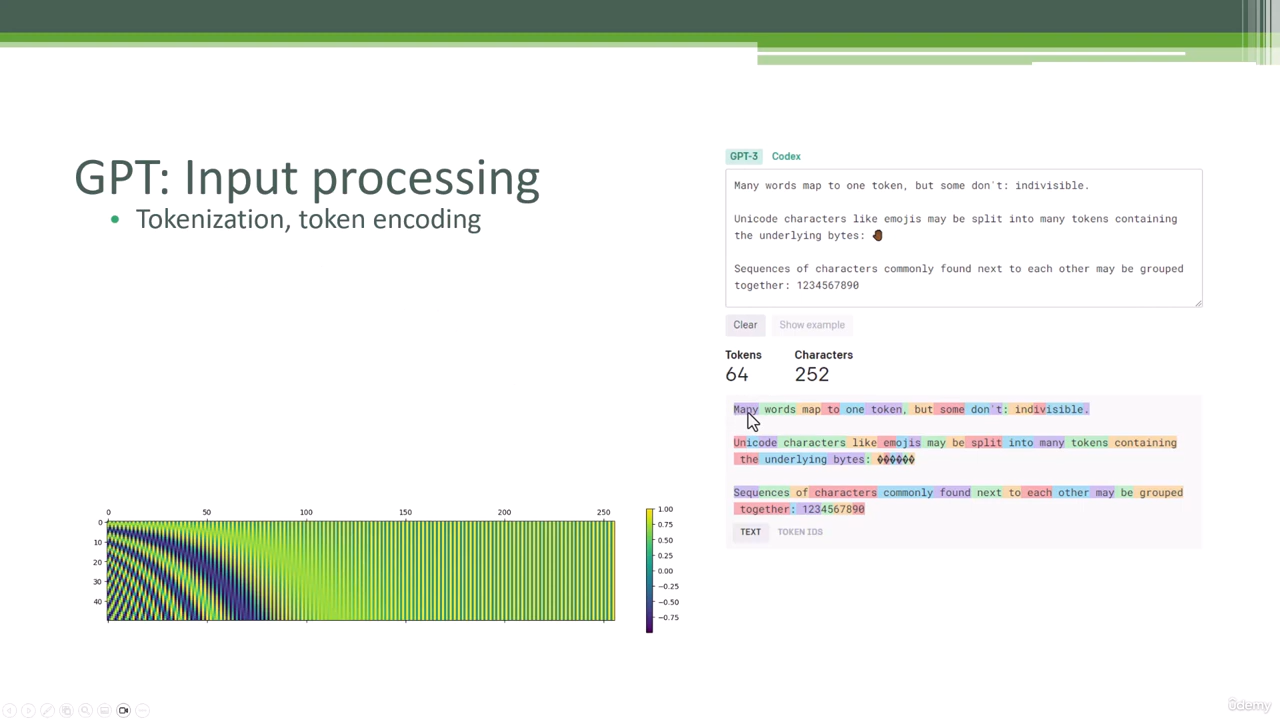 GPT: Input processing
• Tokenization, token encoding
GPT-3 Codex
Many words map to one token, but some don't: indivisible.
Unicode characters like emojis may be split into many tokens containing
the underlying bytes: 🤚🏾
Sequences of characters commonly found next to each other may be grouped
together: 1234567890
Clear Show example
Tokens Characters
64 252
Many words map to one token, but some don't: indivisible.
Unicode characters like emojis may be split into many tokens containing
the underlying bytes: ������
Sequences of characters commonly found next to each other may be grouped
together: 1234567890
TEXT TOKEN IDS
0 50 100 150 200 250
0
10
20
30
40
1.00
0.75
0.50
0.25
0.00
−0.25
−0.50
−0.75
ûdemy